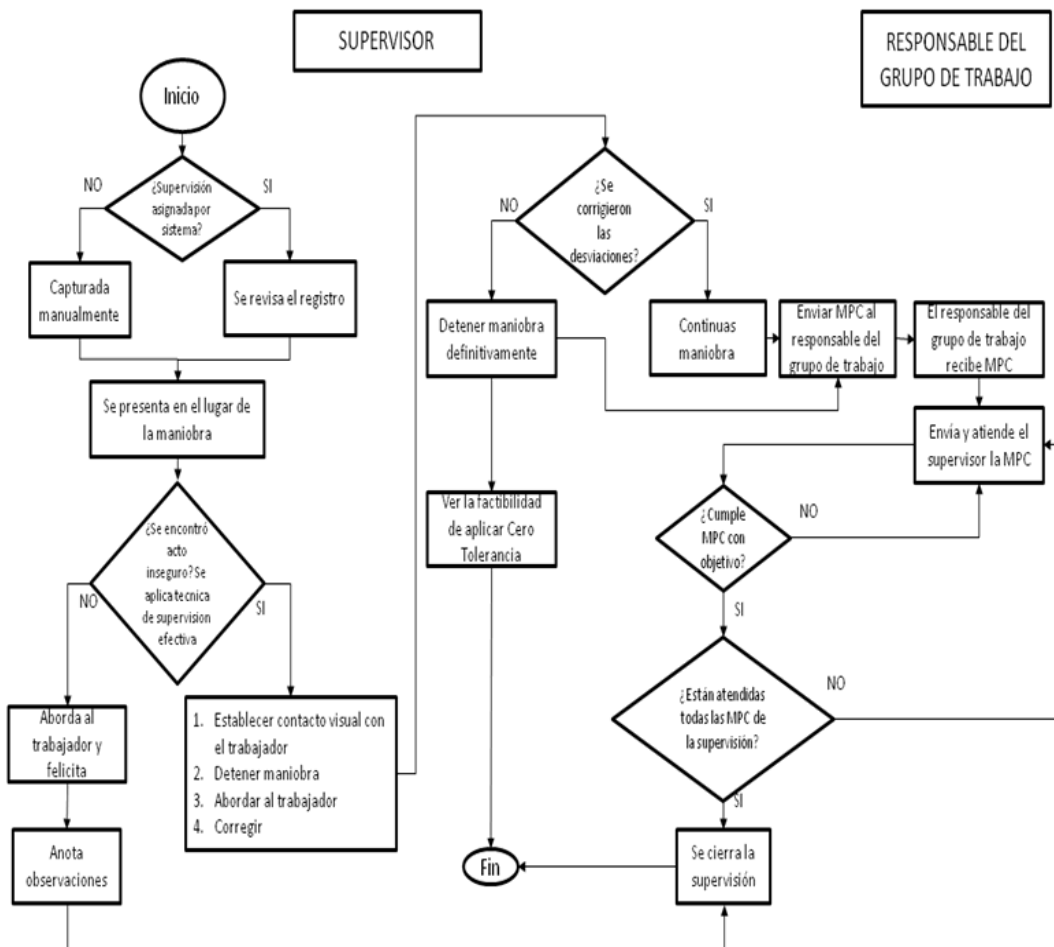 SUPERVISOR
RESPONSABLE DEL
GRUPO DE TRABAJO
Inicio
¿Supervisión
asignada por
sistema?
NO
SI
Capturada
manualmente
Se revisa el registro
Se presenta en el lugar de
la maniobra
¿Se encontró
acto
inseguro? Se
aplica tecnica
de supervision
efectiva
NO
SI
Aborda al
trabajador y
felicita
Anota
observaciones
1. Establecer contacto visual con
el trabajador
2. Detener maniobra
3. Abordar al trabajador
4. Corregir
¿Se
corrigieron
las
desviaciones?
NO
SI
Detener maniobra
definitivamente
Continuas
maniobra
Enviar MPC al
responsable del
grupo de trabajo
El responsable del
grupo de trabajo
recibe MPC
Envía y atiende el
supervisor la MPC
Ver la factibilidad
de aplicar Cero
Tolerancia
¿Cumple
MPC con
objetivo?
NO
SI
¿Están atendidas
todas las MPC de
la supervisión?
NO
SI
Se cierra la
supervisión
Fin